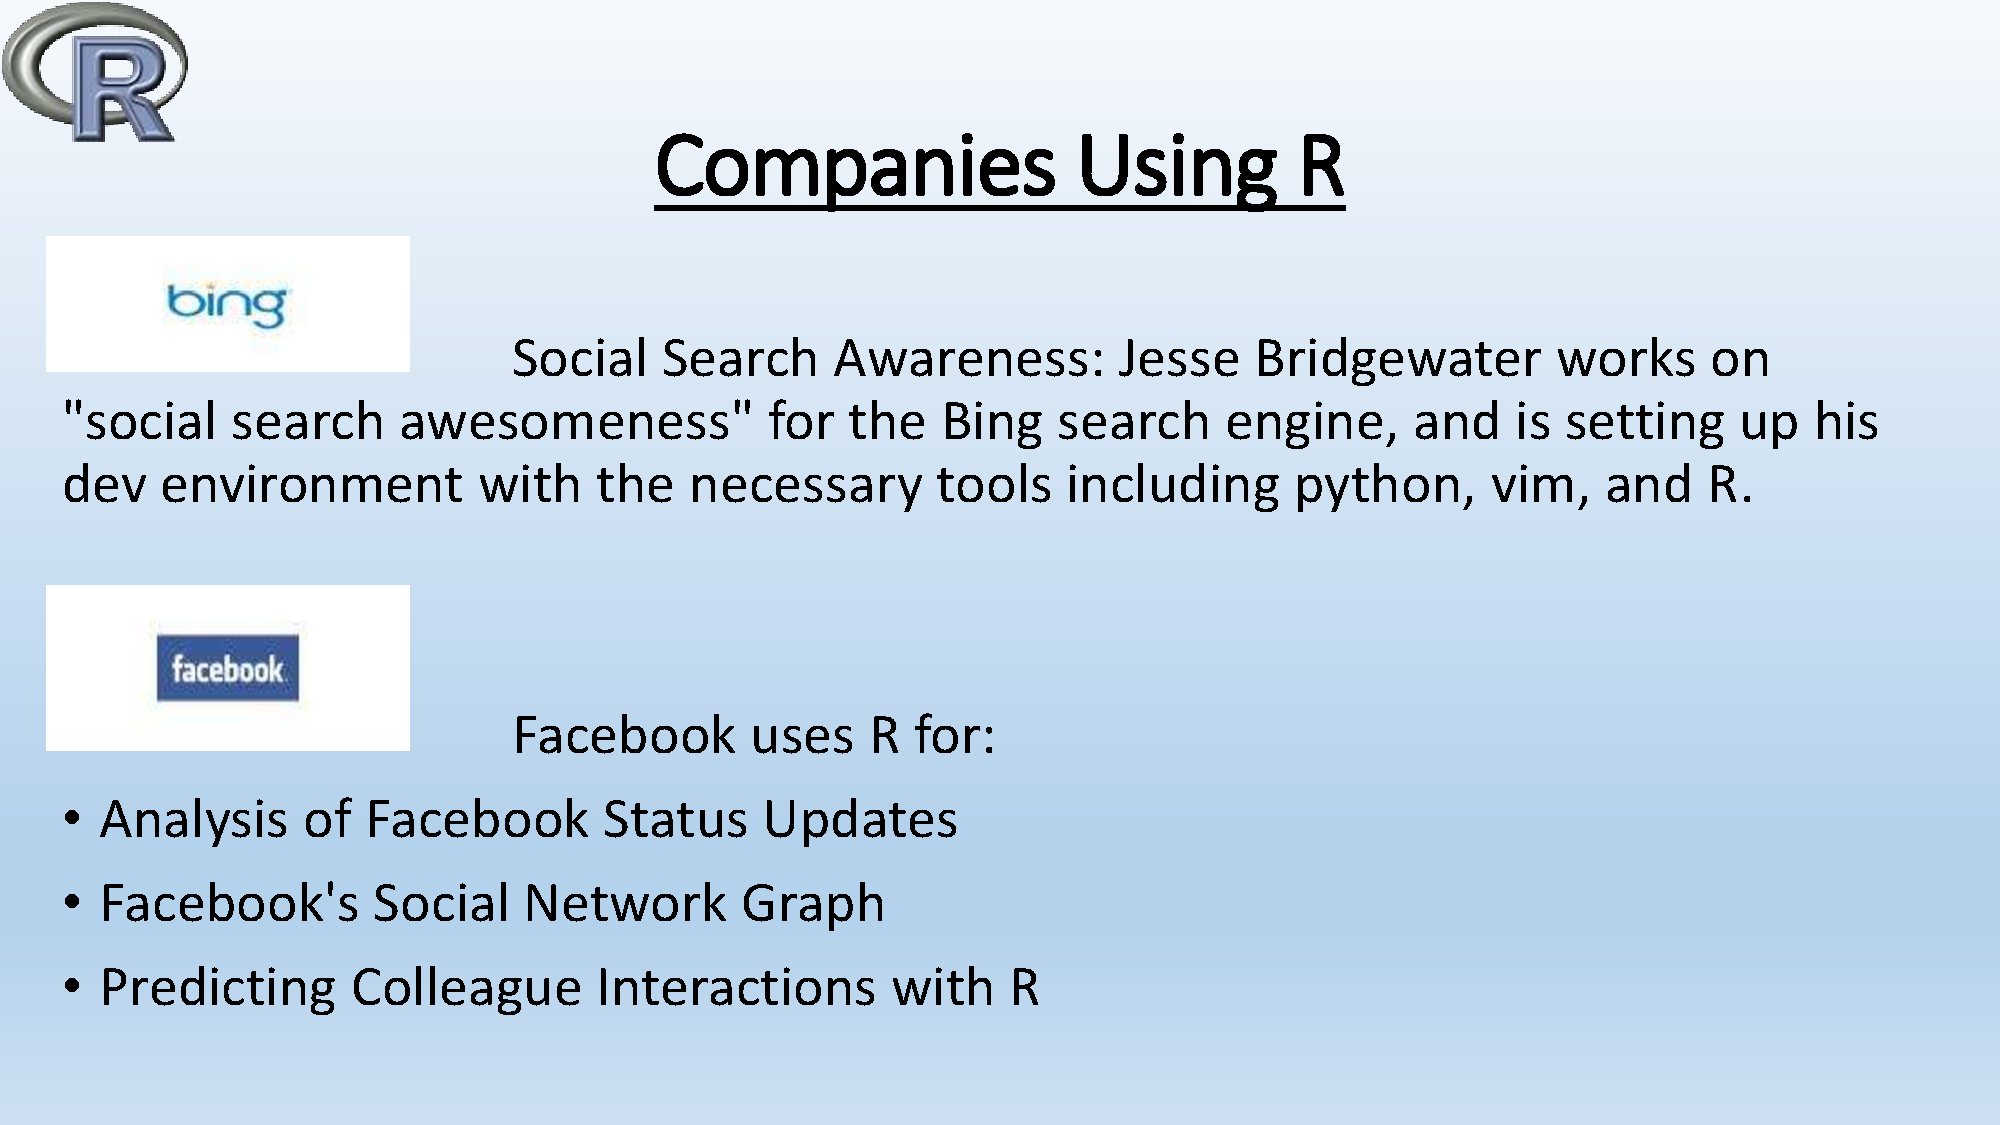 R
Companies Using R
bing
Social Search Awareness: Jesse Bridgewater works on
"social search awesomeness" for the Bing search engine, and is setting up his
dev environment with the necessary tools including python, vim, and R.
facebook
Facebook uses R for:
• Analysis of Facebook Status Updates
• Facebook's Social Network Graph
• Predicting Colleague Interactions with R